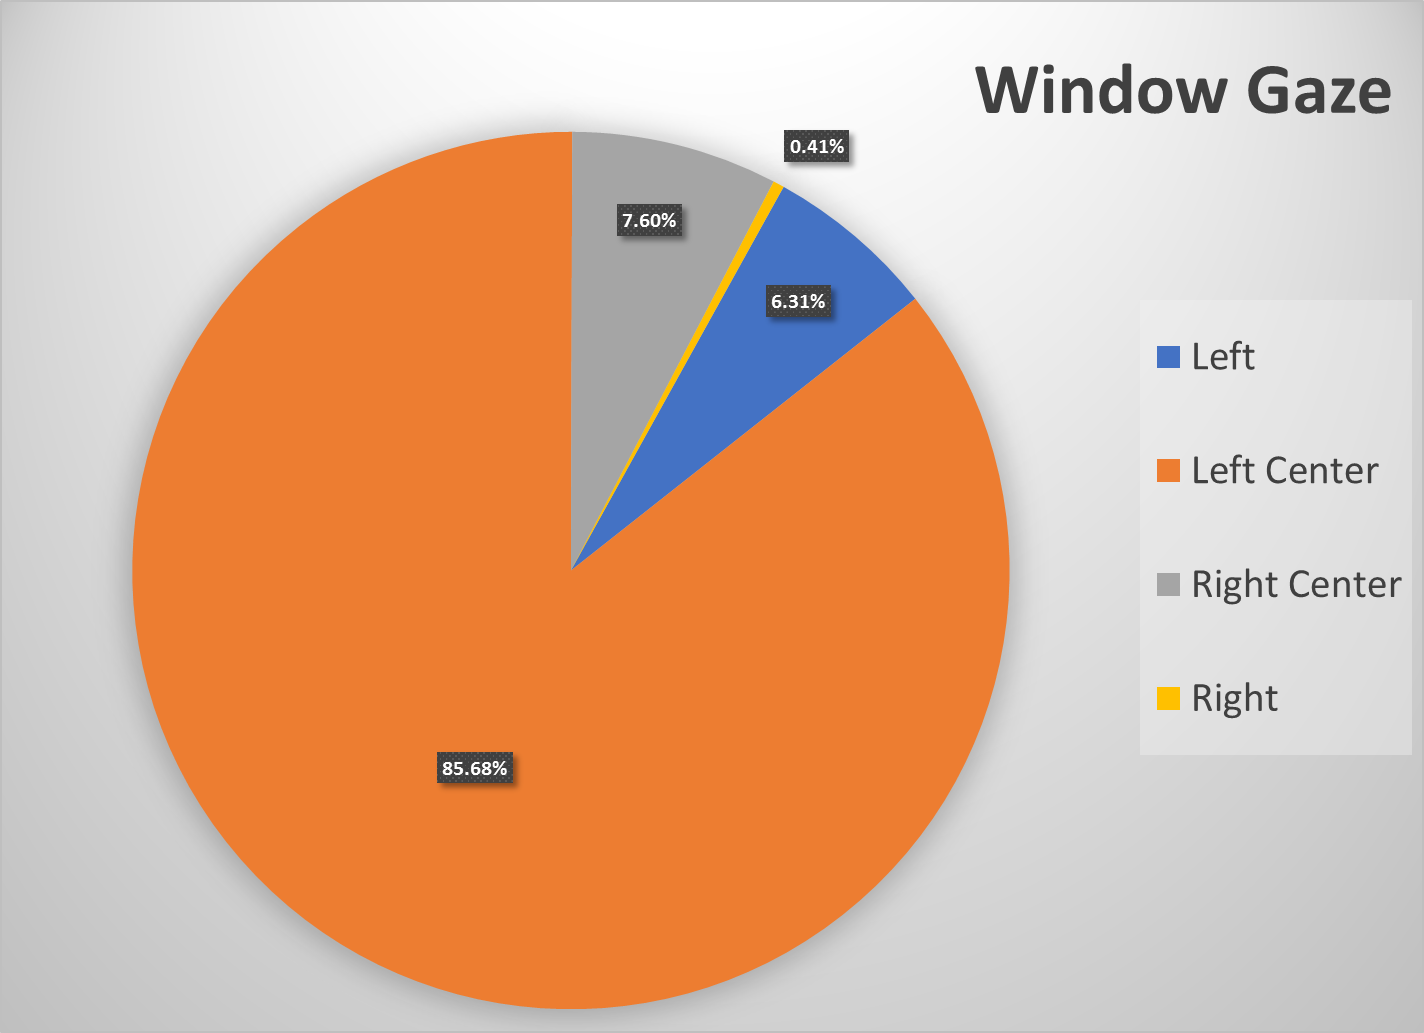 Window Gaze
0.41%
7.60%
6.31%
85.68%
Left
Left Center
Right Center
Right